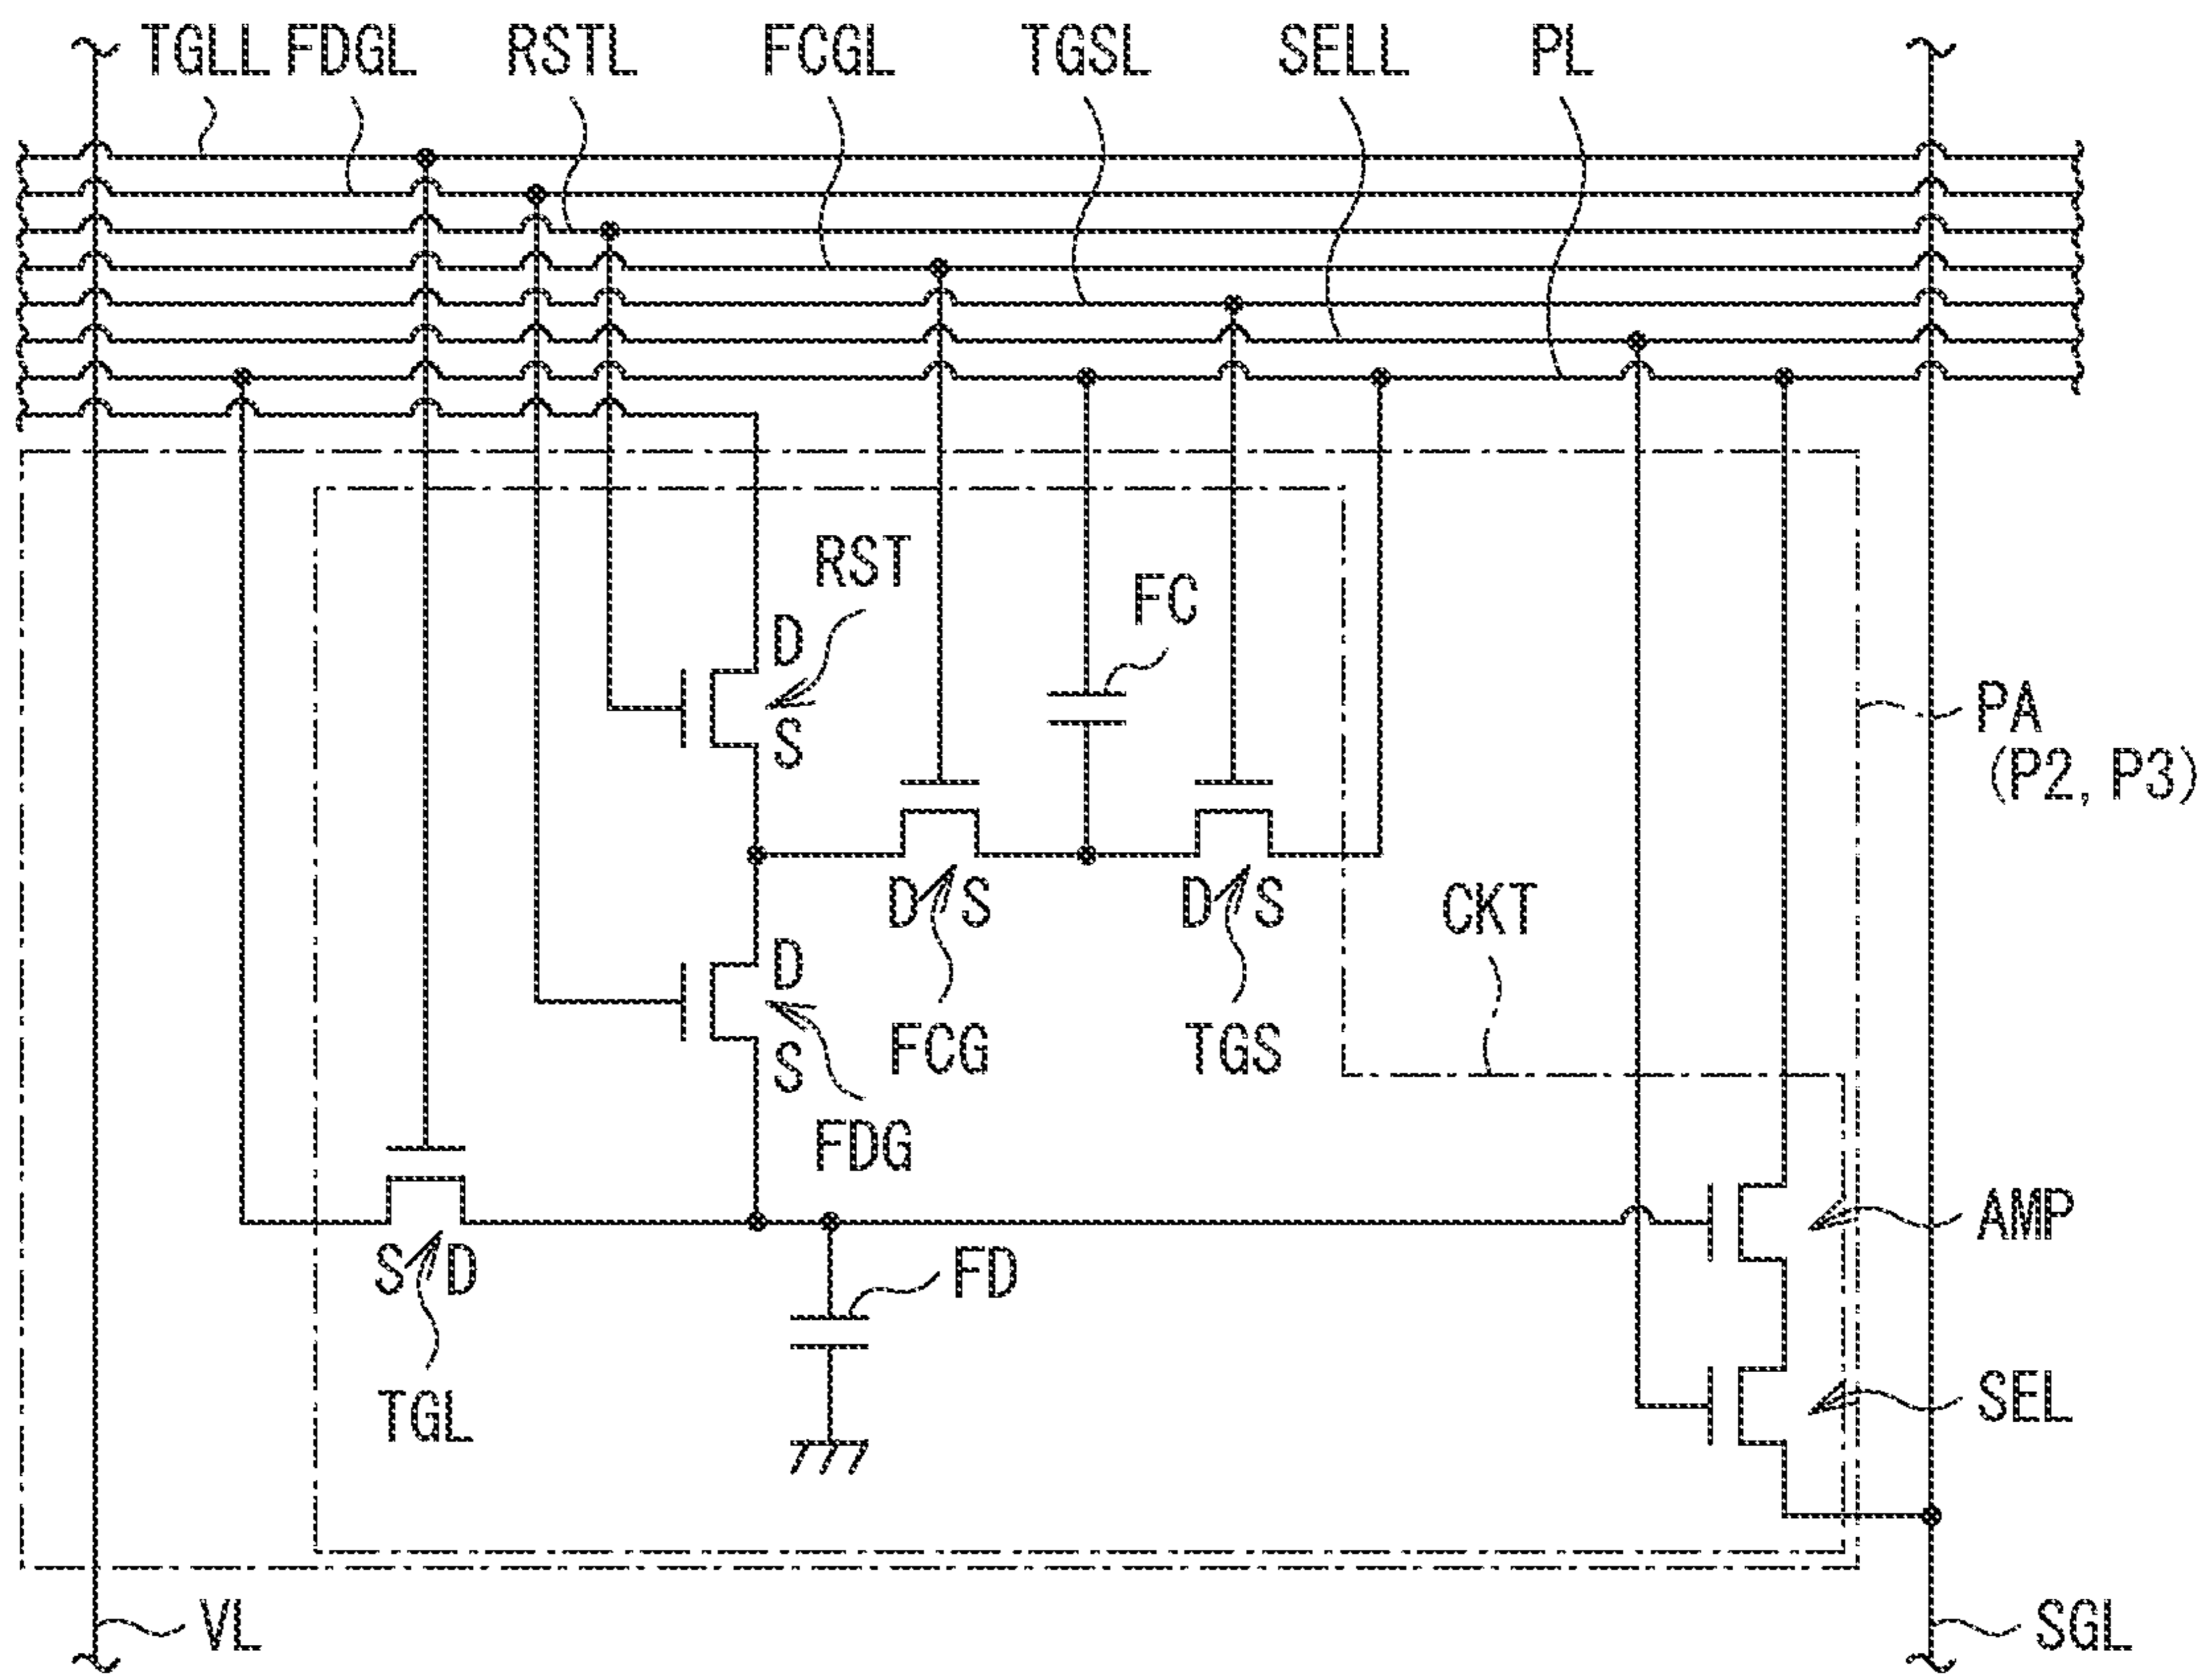 TGLL FDGL RSTL FCGL TGSL SELL PL
RST
FC
D
S
PA
(P2, P3)
D S
D S
CKT
D
S
FCG
TGS
FDG
AMP
S D
FD
TGL
SEL
VL
SGL